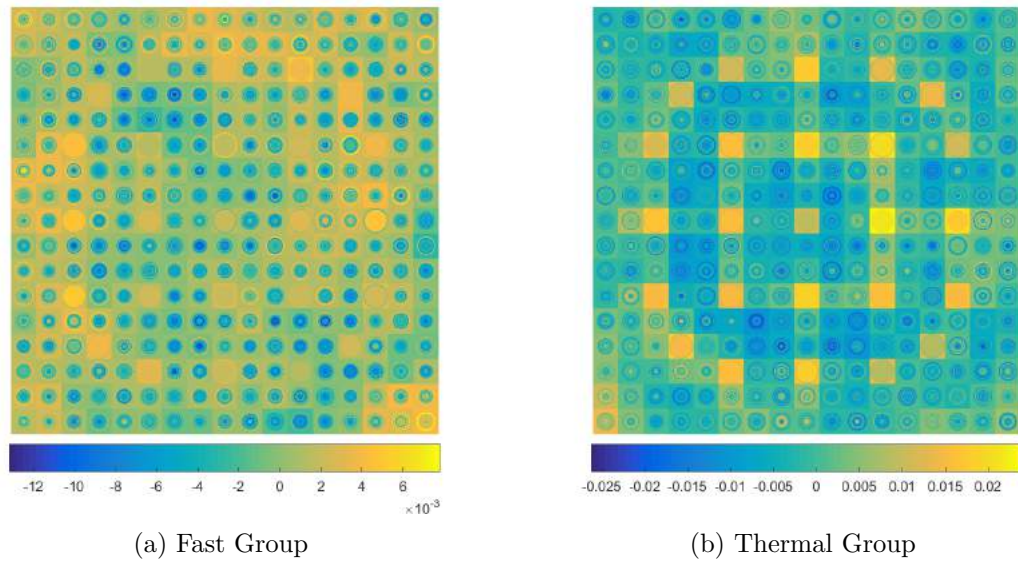 -12 -10 -8 -6 -4 -2 0 2 4 6
×10-3
-0.025 -0.02 -0.015 -0.01 -0.005 0 0.005 0.01 0.015 0.02
(a) Fast Group
(b) Thermal Group